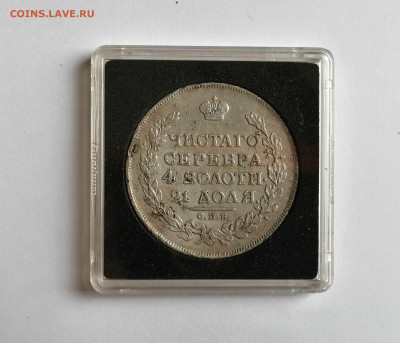 COINS.LAVE.RU
ЧИСТАГО
СЕРЕБРА
4 ЗОЛОТН
21 ДОЛЯ
С.П.Б.